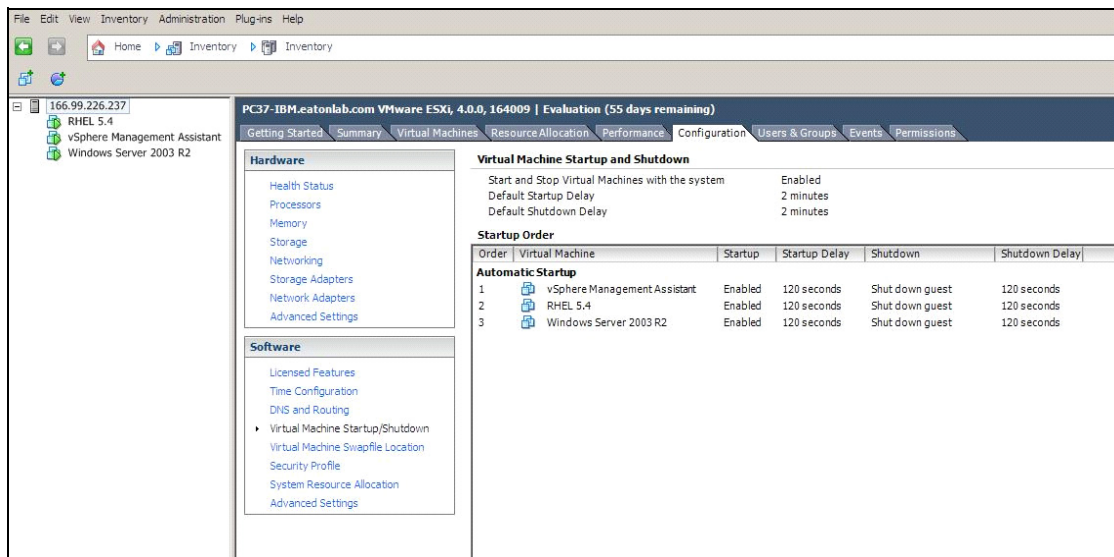 File Edit View Inventory Administration Plug-ins Help
Home Inventory Inventory
166.99.226.237
RHEL 5.4
vSphere Management Assistant
Windows Server 2003 R2
PC37-IBM.eatonlab.com VMware ESXi, 4.0.0, 164009 | Evaluation (55 days remaining)
Getting Started Summary Virtual Machines Resource Allocation Performance Configuration Users & Groups Events Permissions
Hardware
Health Status
Processors
Memory
Storage
Networking
Storage Adapters
Network Adapters
Advanced Settings
Software
Licensed Features
Time Configuration
DNS and Routing
Virtual Machine Startup/Shutdown
Virtual Machine Swapfile Location
Security Profile
System Resource Allocation
Advanced Settings
Virtual Machine Startup and Shutdown
Start and Stop Virtual Machines with the system Enabled
Default Startup Delay 2 minutes
Default Shutdown Delay 2 minutes
Startup Order
Order Virtual Machine Startup Startup Delay Shutdown Shutdown Delay
Automatic Startup
1 vSphere Management Assistant Enabled 120 seconds Shut down guest 120 seconds
2 RHEL 5.4 Enabled 120 seconds Shut down guest 120 seconds
3 Windows Server 2003 R2 Enabled 120 seconds Shut down guest 120 seconds